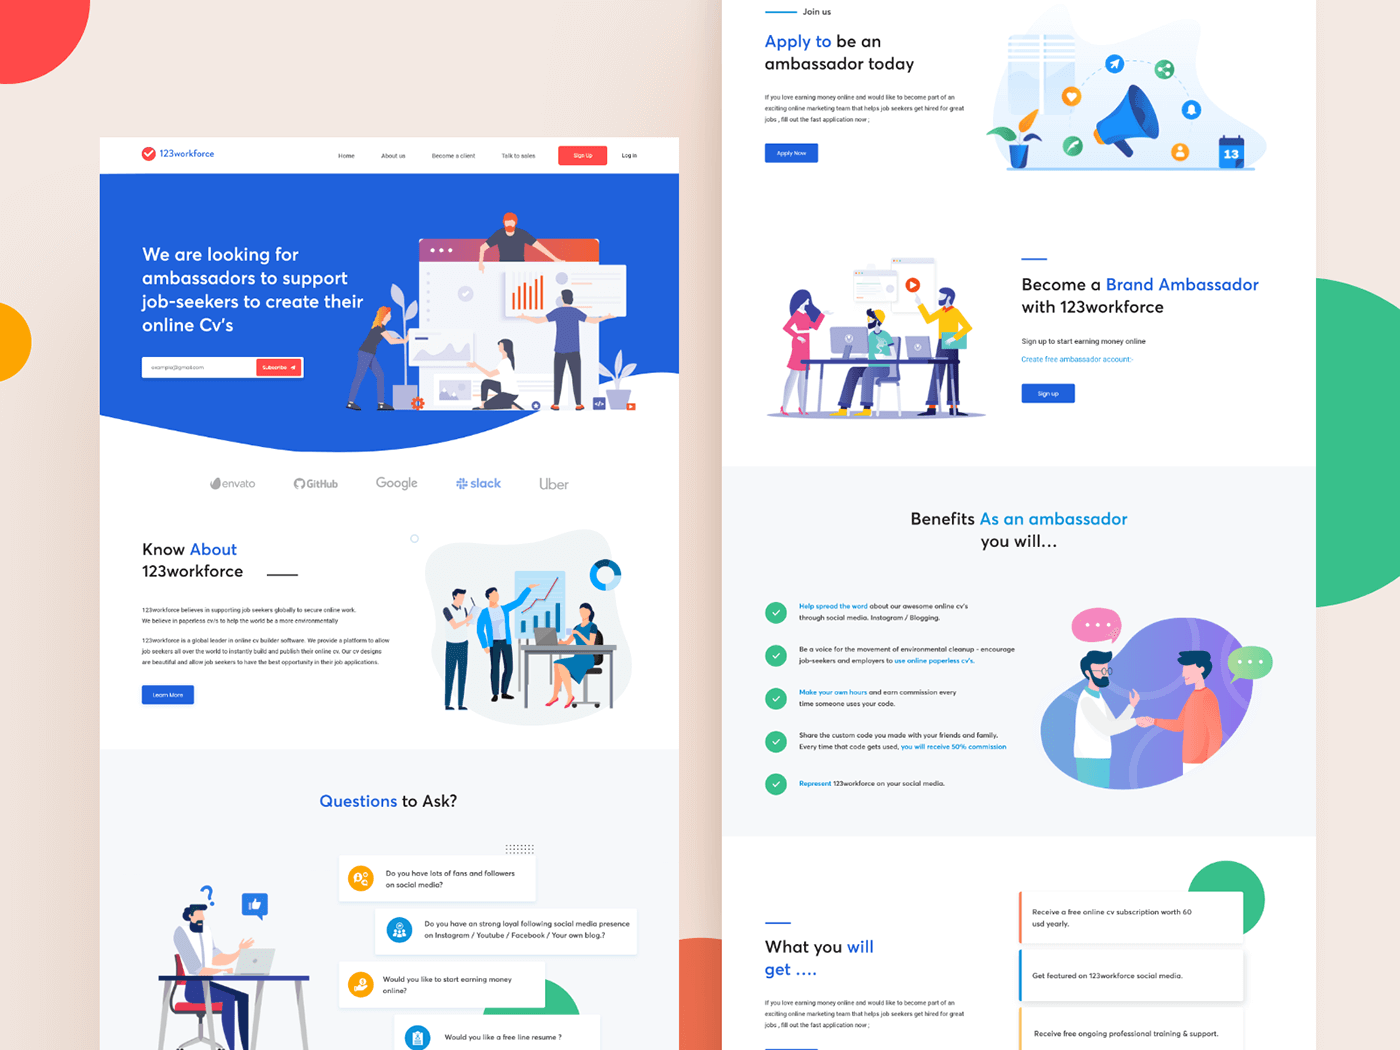 123workforce
Home About us Become a client Talk to sales Sign Up Log in
We are looking for
ambassadors to support
job-seekers to create their
online Cv's
example@gmail.com Subscribe
envato GitHub Google slack Uber
Know About
123workforce
123workforce believes in supporting job seekers globally to secure online work.
We believe in paperless cv's to help the world be a more environmentally
123workforce is a global leader in online cv builder software. We provide a platform to allow
job seekers all over the world to instantly build and publish their online cv. Our cv designs
are beautiful and allow job seekers to have the best opportunity in their job applications.
Learn More
Questions to Ask?
Do you have lots of fans and followers
on social media?
Do you have an strong loyal following social media presence
on Instagram / Youtube / Facebook / Your own blog.?
Would you like to start earning money
online?
Would you like a free line resume ?
Join us
Apply to be an
ambassador today
If you love earning money online and would like to become part of an
exciting online marketing team that helps job seekers get hired for great
jobs , fill out the fast application now ;
Apply Now
13
Become a Brand Ambassador
with 123workforce
Sign up to start earning money online
Create free ambassador account:-
Sign up
Benefits As an ambassador
you will...
Help spread the word about our awesome online cv's
through social media. Instagram / Blogging.
Be a voice for the movement of environmental cleanup - encourage
job-seekers and employers to use online paperless cv's.
Make your own hours and earn commission every
time someone uses your code.
Share the custom code you made with your friends and family.
Every time that code gets used, you will receive 50% commission
Represent 123workforce on your social media.
What you will
get ....
If you love earning money online and would like to become part of an
exciting online marketing team that helps job seekers get hired for great
jobs , fill out the fast application now ;
Receive a free online cv subscription worth 60
usd yearly.
Get featured on 123workforce social media.
Receive free ongoing professional training & support.